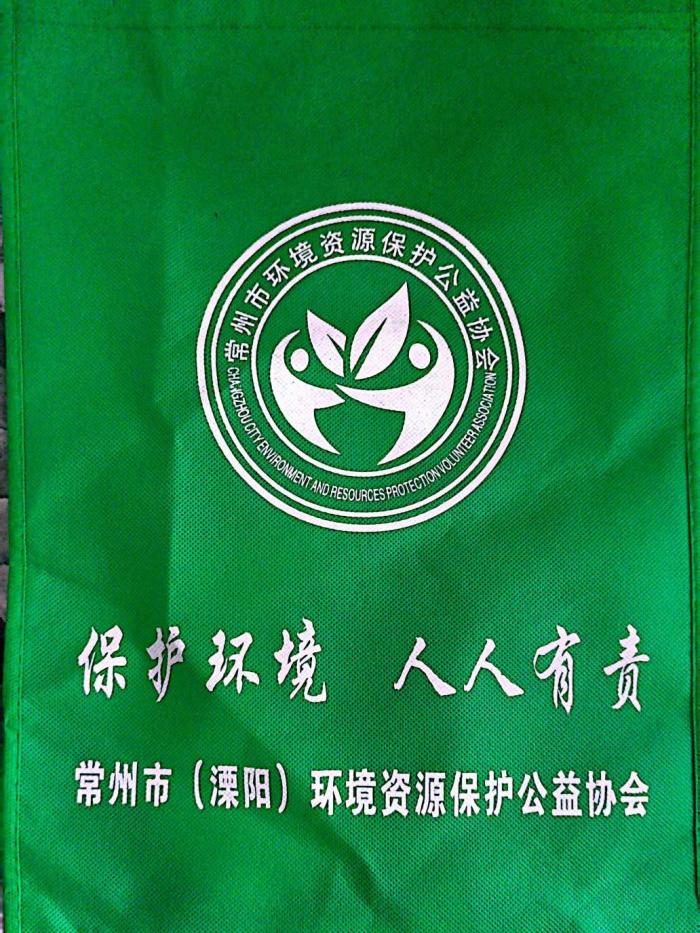 常州市环境资源保护公益协会
CHANGZHOU CITY ENVIRONMENT AND RESOURCES PROTECTION VOLUNTEER ASSOCIATION
保护环境 人人有责
常州市（溧阳）环境资源保护公益协会